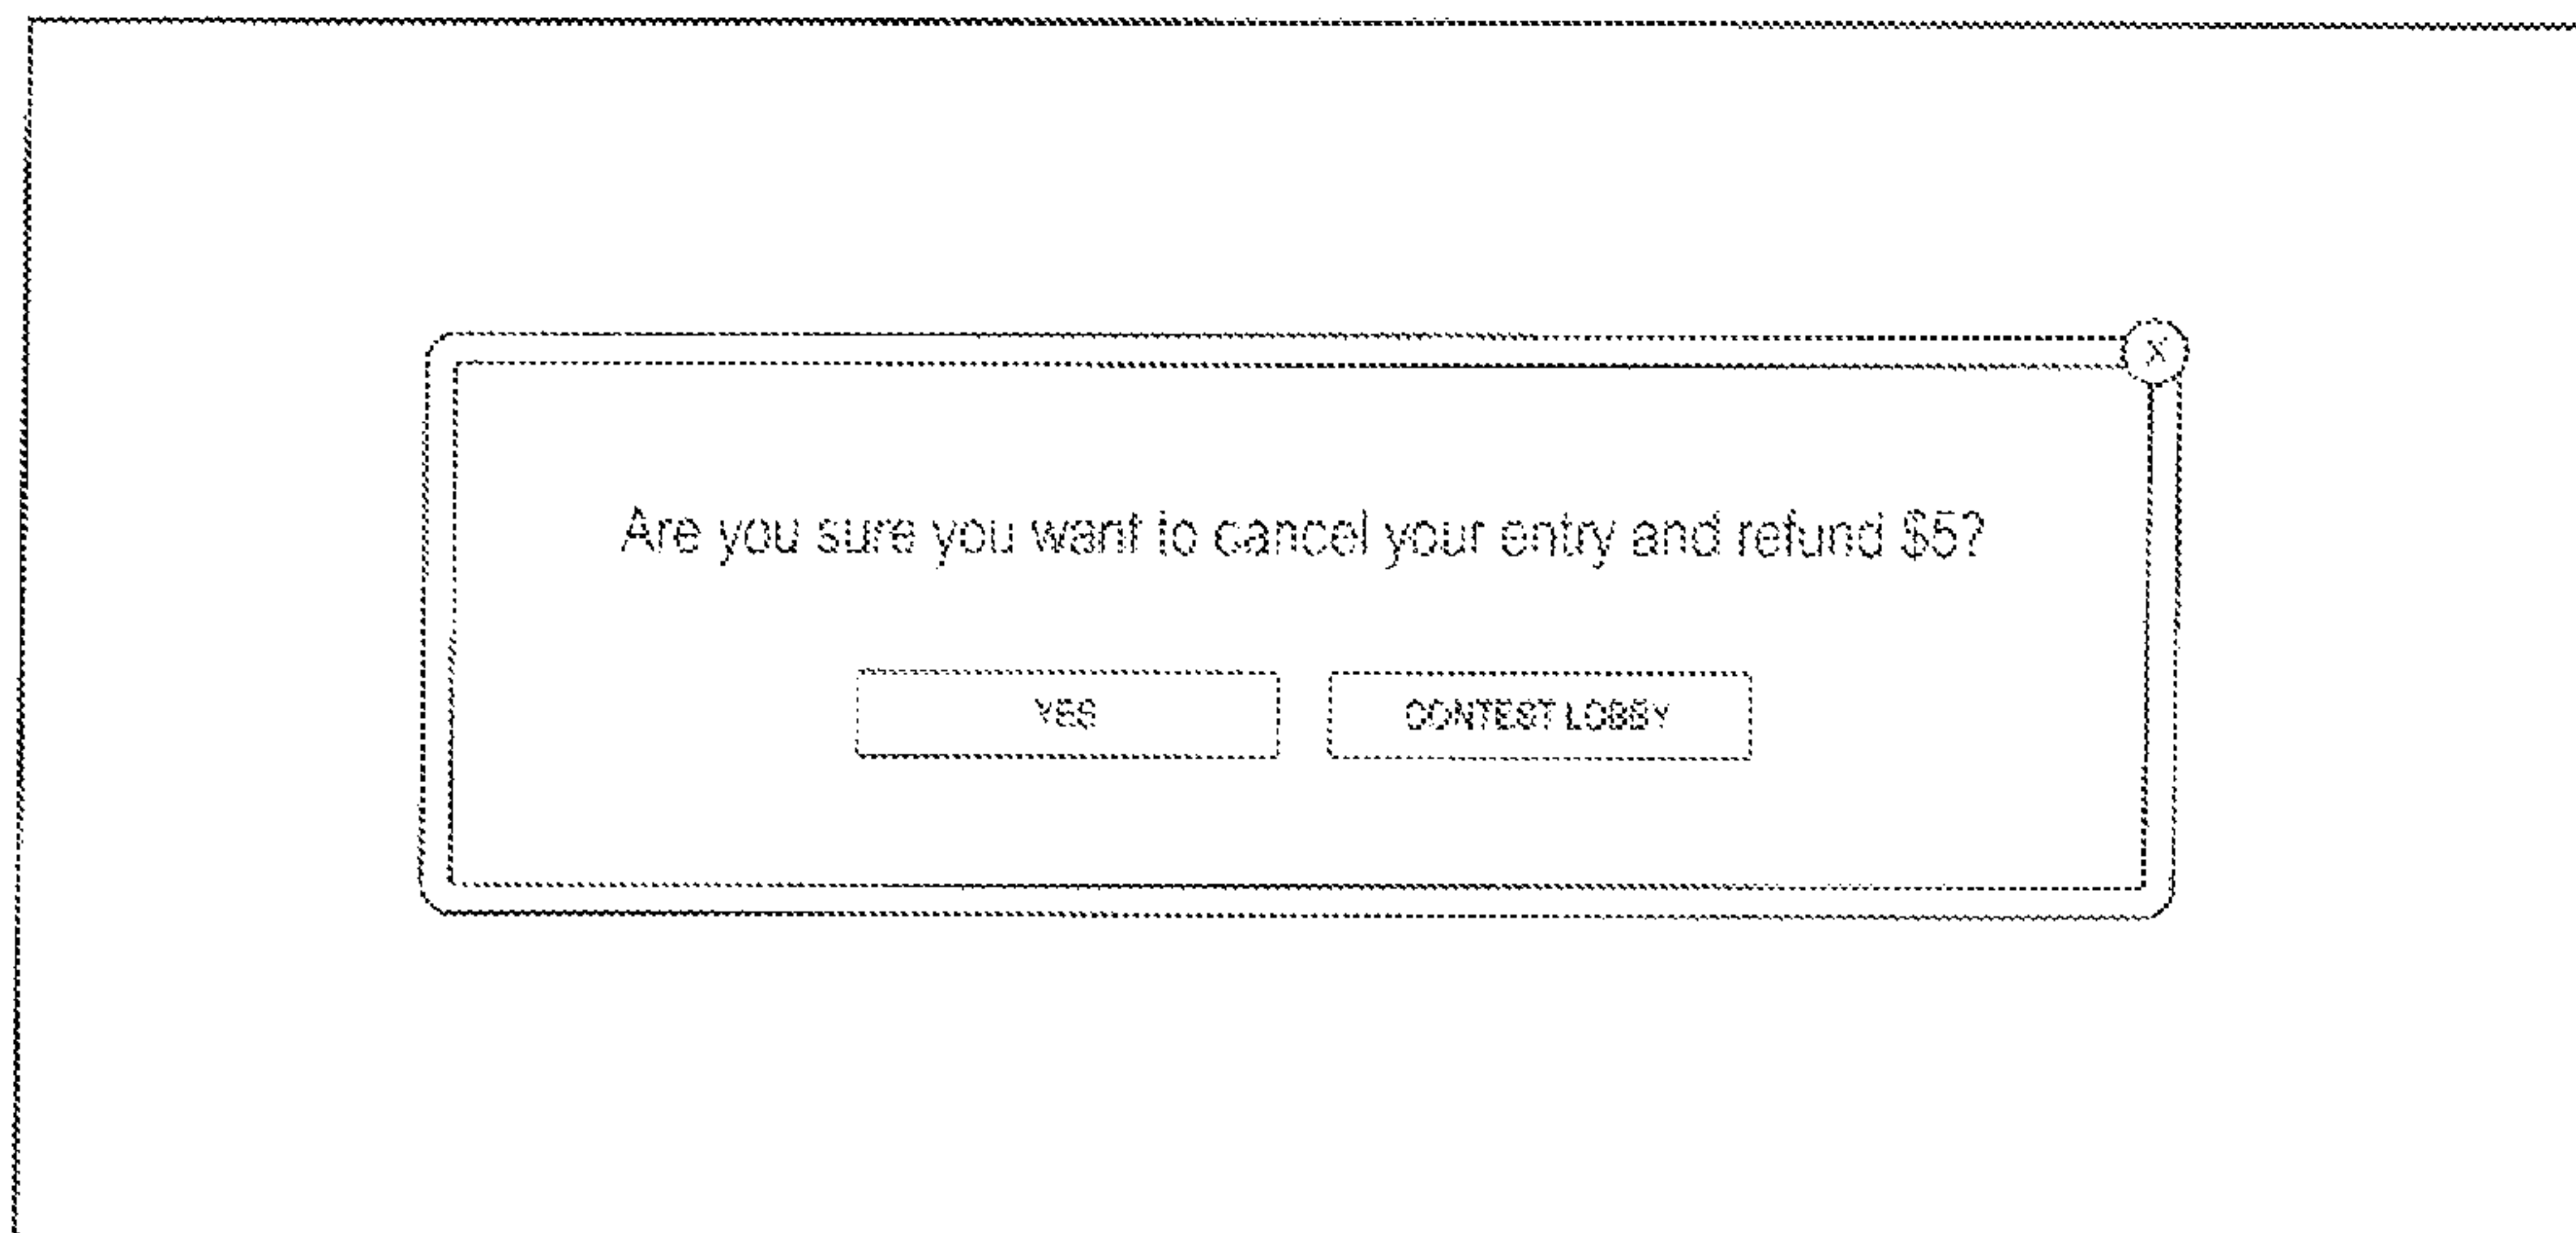 X
Are you sure you want to cancel your entry and refund $5?
YES
CONTEST LOBBY